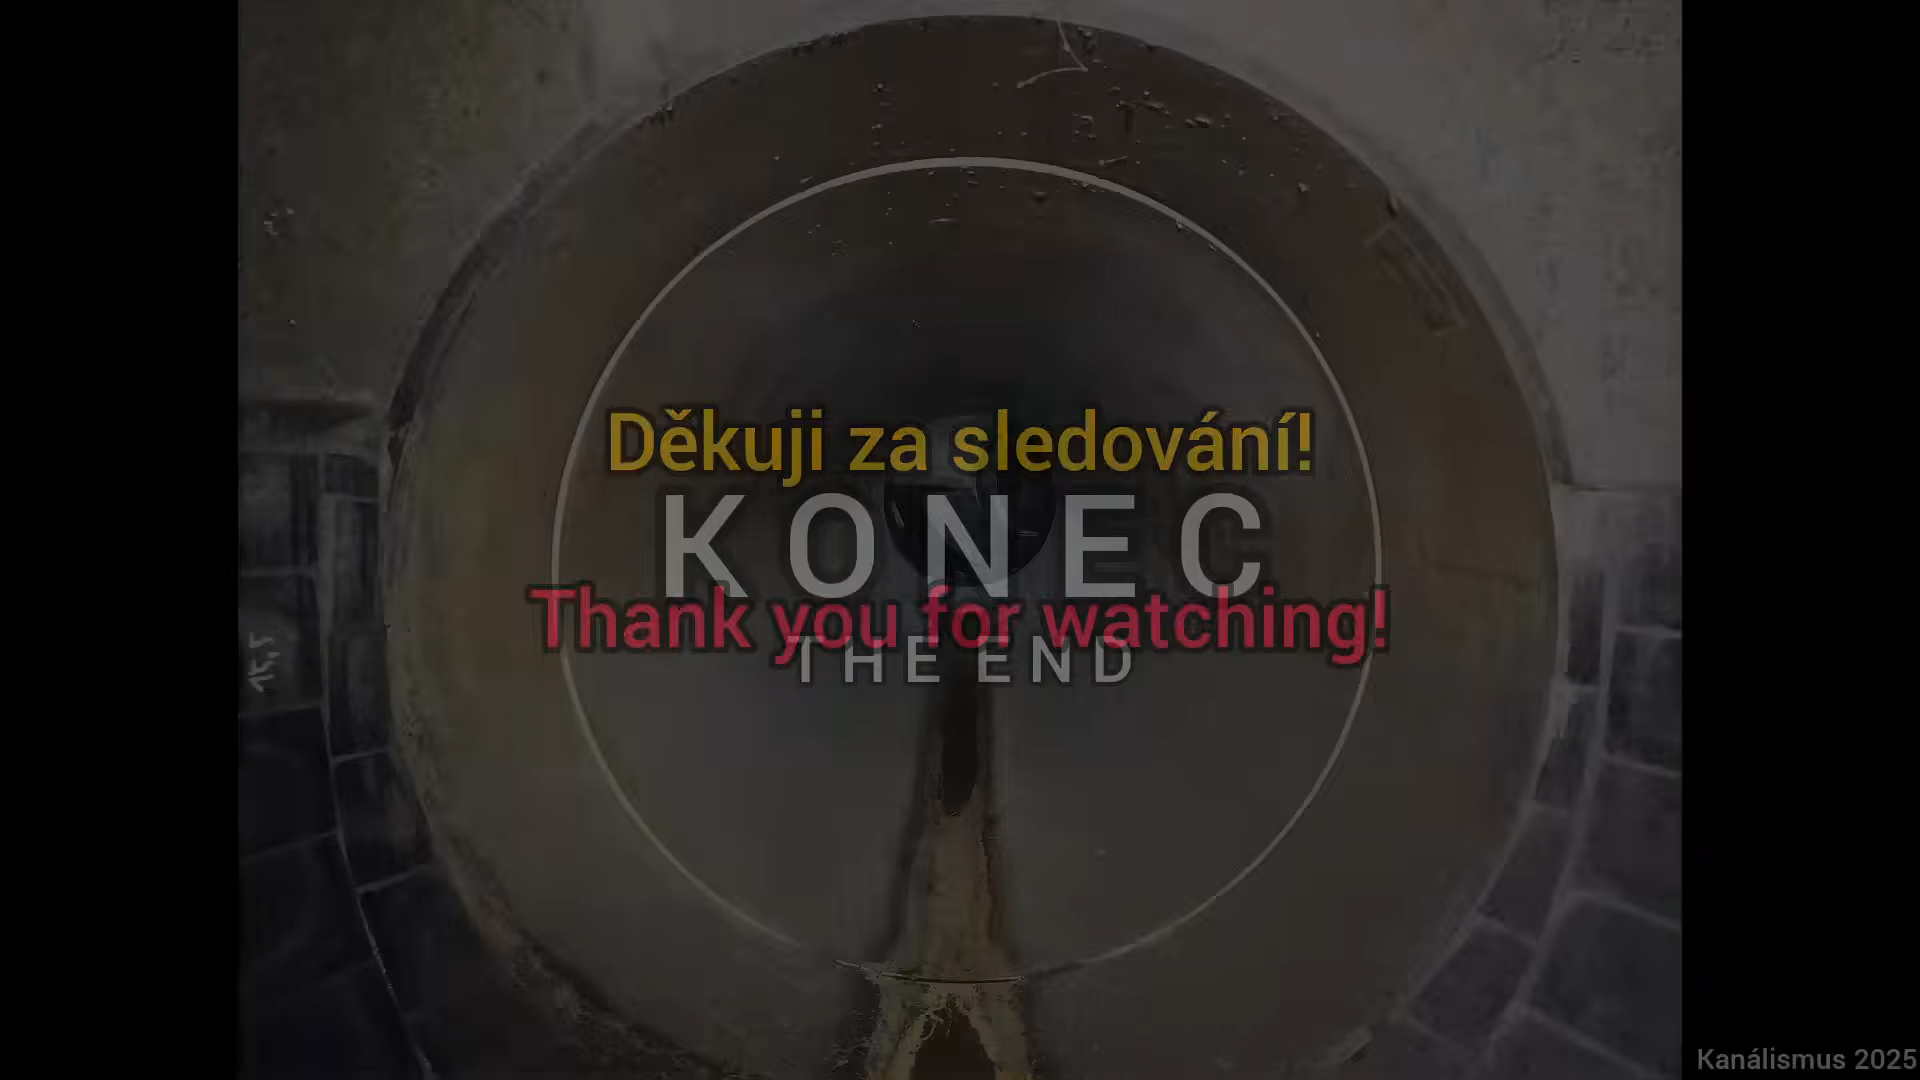 Děkuji za sledování!
KONEC
Thank you for watching!
THE END
Kanálismus 2025